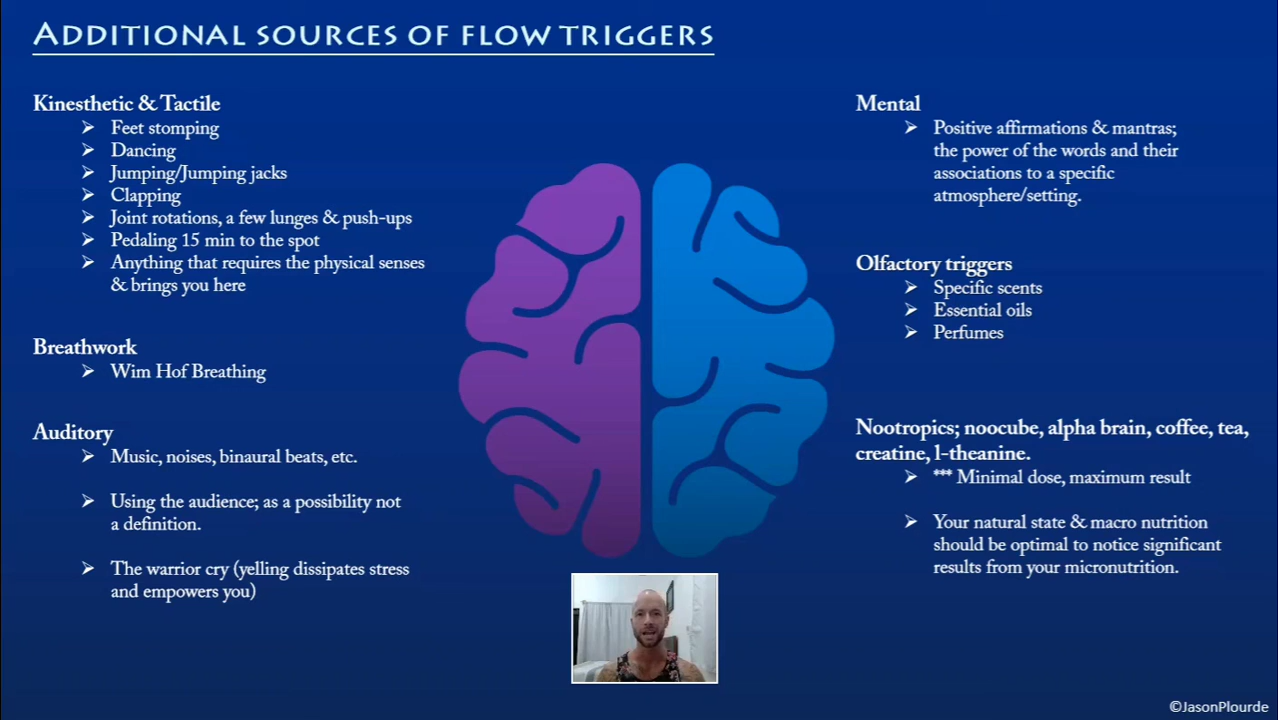 Additional sources of flow triggers
Kinesthetic & Tactile
Feet stomping
Dancing
Jumping/Jumping jacks
Clapping
Joint rotations, a few lunges & push-ups
Pedaling 15 min to the spot
Anything that requires the physical senses
& brings you here
Breathwork
Wim Hof Breathing
Auditory
Music, noises, binaural beats, etc.
Using the audience; as a possibility not
a definition.
The warrior cry (yelling dissipates stress
and empowers you)
Mental
Positive affirmations & mantras;
the power of the words and their
associations to a specific
atmosphere/setting.
Olfactory triggers
Specific scents
Essential oils
Perfumes
Nootropics; noocube, alpha brain, coffee, tea,
creatine, l-theanine.
*** Minimal dose, maximum result
Your natural state & macro nutrition
should be optimal to notice significant
results from your micronutrition.
©JasonPlourde